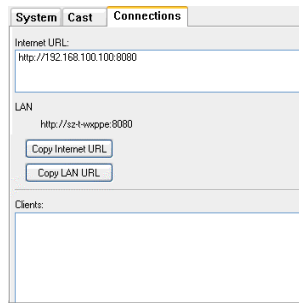 System Cast Connections
Internet URL:
http://192.168.100.100:8080
LAN
http://sz-t-wxppe:8080
Copy Internet URL
Copy LAN URL
Clients: